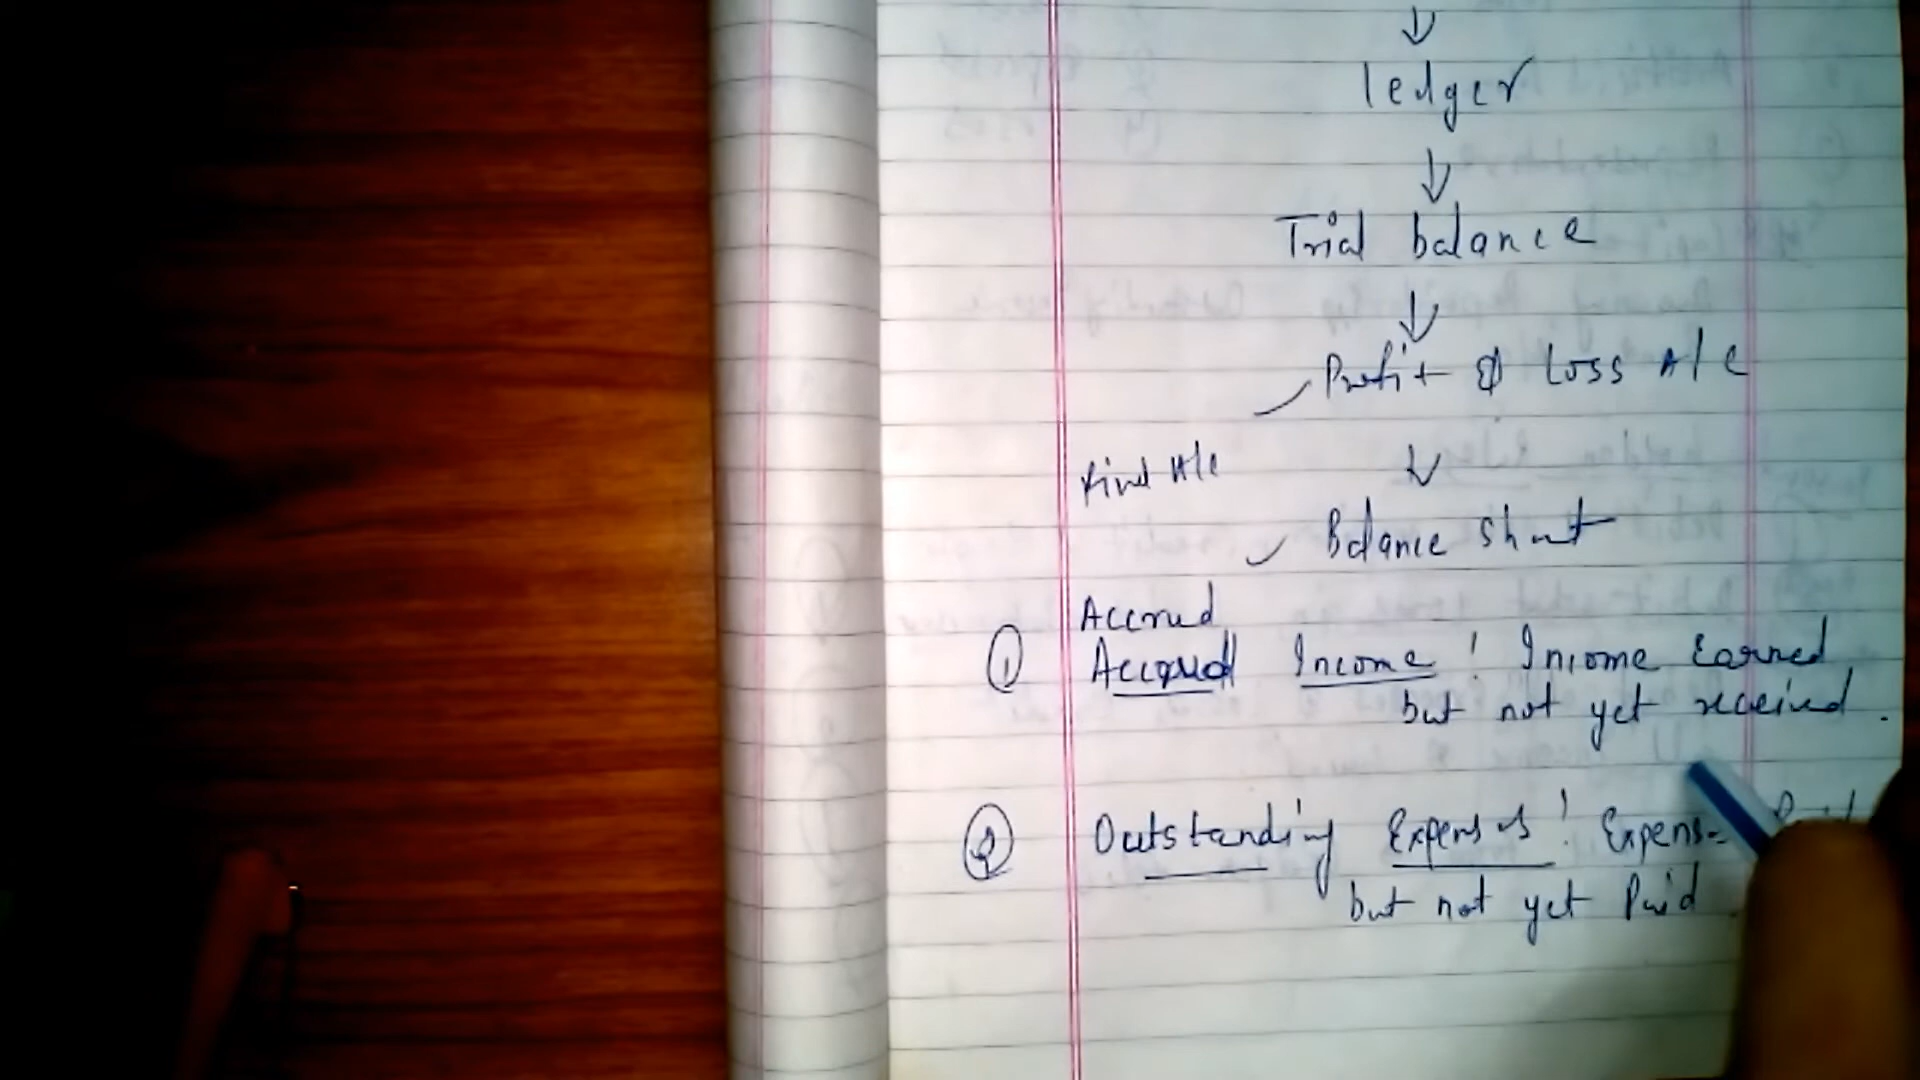 ledger
Trial balance
Profit & Loss A/c
final A/c
Balance sheet
Accrued
① Accrued Income : Income Earned
but not yet received.
② Outstanding Expenses : Expens
but not yet Paid